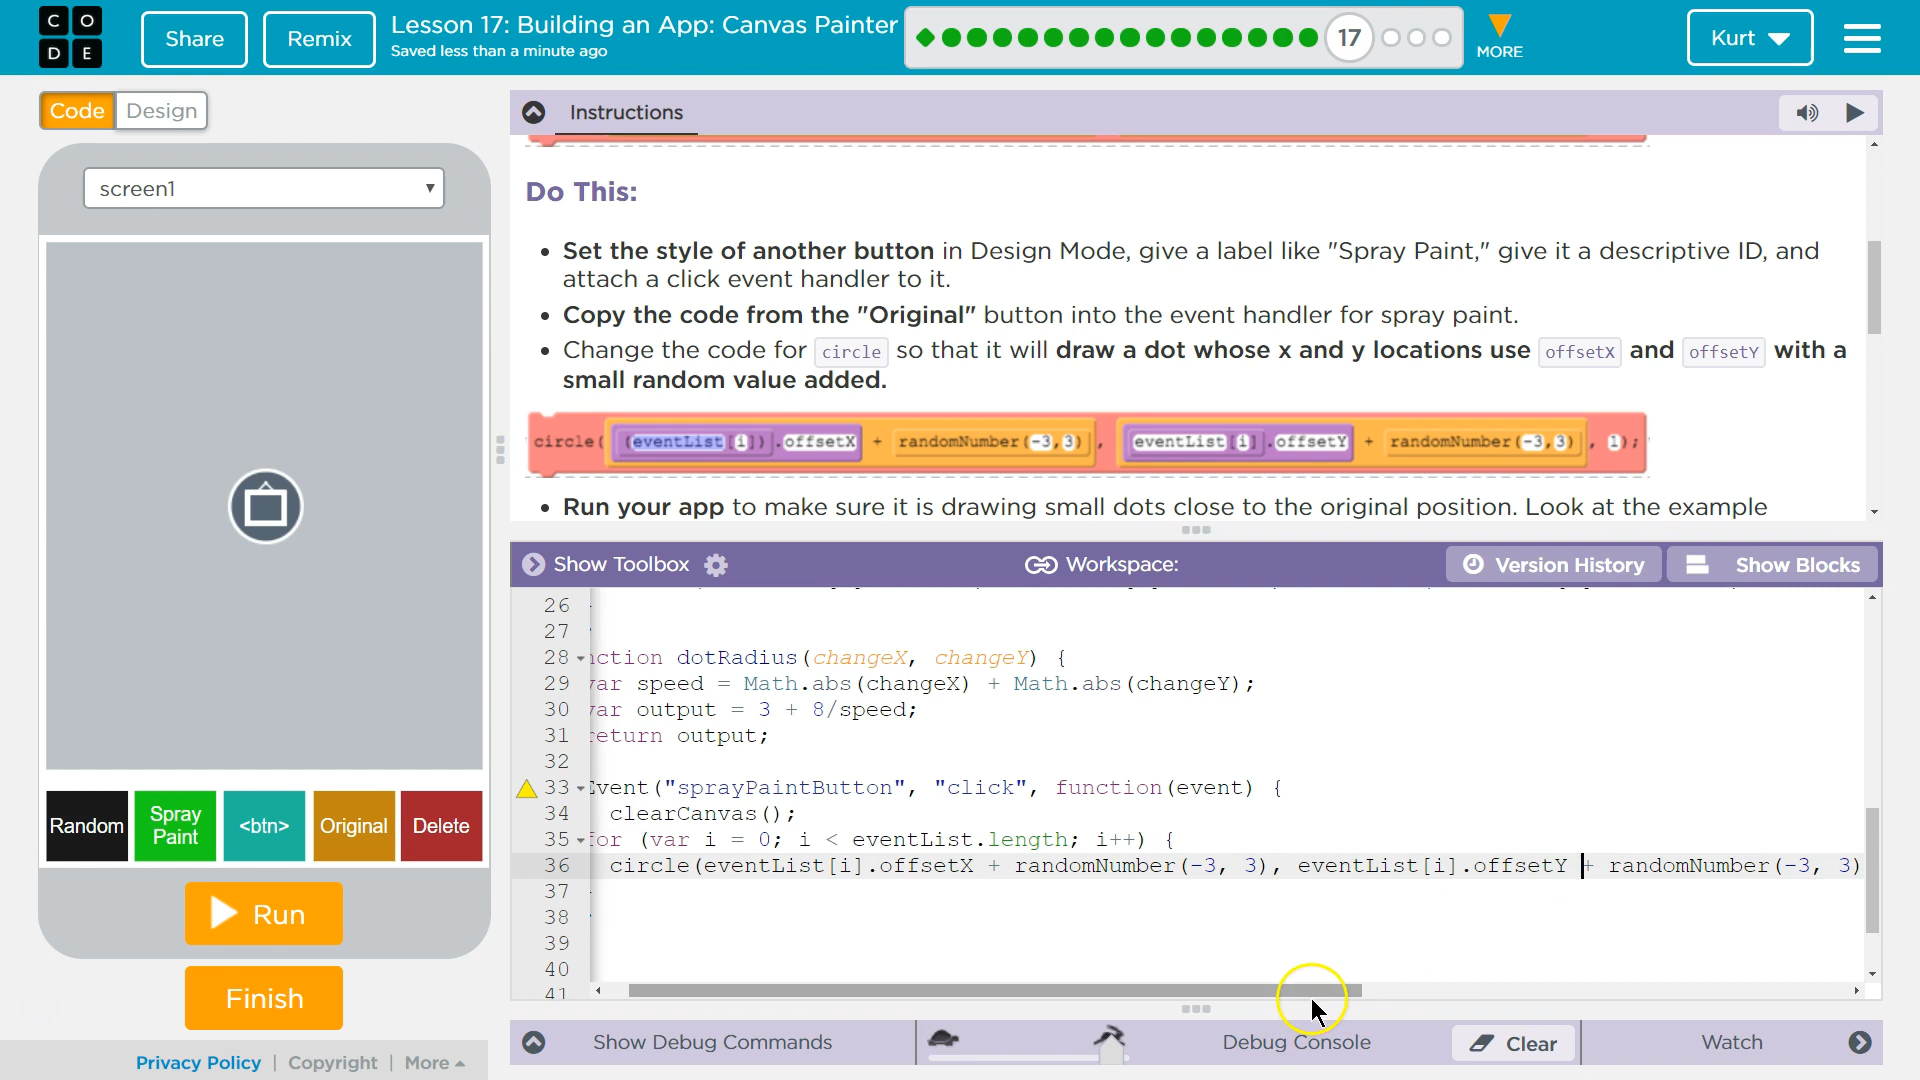 C O
D E
Share
Remix
Lesson 17: Building an App: Canvas Painter
Saved less than a minute ago
17
MORE
Kurt
Code
Design
screen1
Instructions
Do This:
Set the style of another button in Design Mode, give a label like "Spray Paint," give it a descriptive ID, and
attach a click event handler to it.
Copy the code from the "Original" button into the event handler for spray paint.
Change the code for circle so that it will draw a dot whose x and y locations use offsetX and offsetY with a
small random value added.
circle( (eventList[i]).offsetX + randomNumber(-3,3) , eventList[i].offsetY + randomNumber(-3,3) , 1);
Run your app to make sure it is drawing small dots close to the original position. Look at the example
Show Toolbox
Workspace:
Version History
Show Blocks
26
27
28 nction dotRadius(changeX, changeY) {
29 var speed = Math.abs(changeX) + Math.abs(changeY);
30 var output = 3 + 8/speed;
31 return output;
32
33 Event("sprayPaintButton", "click", function(event) {
34 clearCanvas();
35 for (var i = 0; i < eventList.length; i++) {
36 circle(eventList[i].offsetX + randomNumber(-3, 3), eventList[i].offsetY + randomNumber(-3, 3)
37
38
39
40
41
Random
Spray
Paint
<btn>
Original
Delete
Run
Finish
Show Debug Commands
Debug Console
Clear
Watch
Privacy Policy | Copyright | More